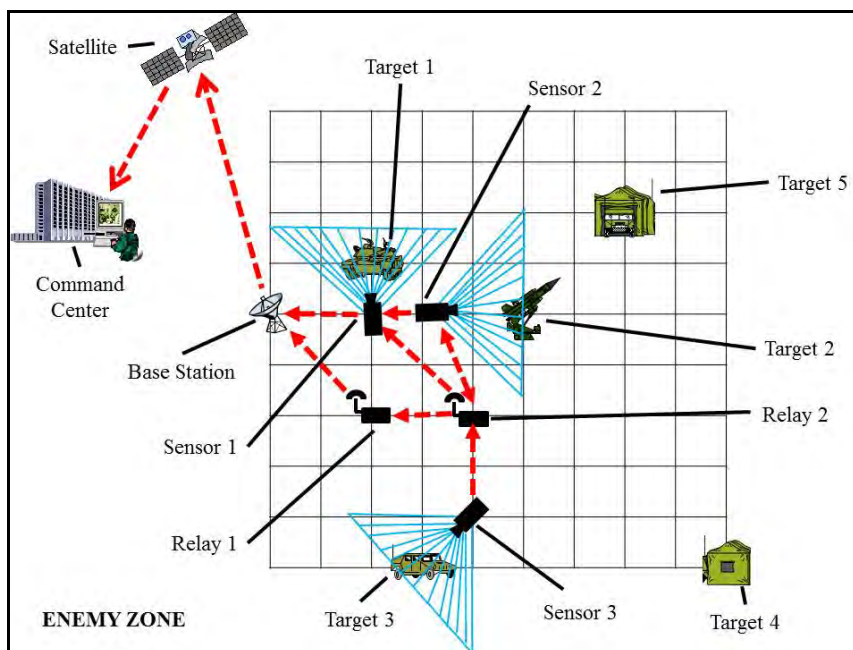 Satellite
Target 1
Sensor 2
Target 5
Command
Center
Base Station
Target 2
Sensor 1
Relay 2
Relay 1
Target 3
Sensor 3
Target 4
ENEMY ZONE